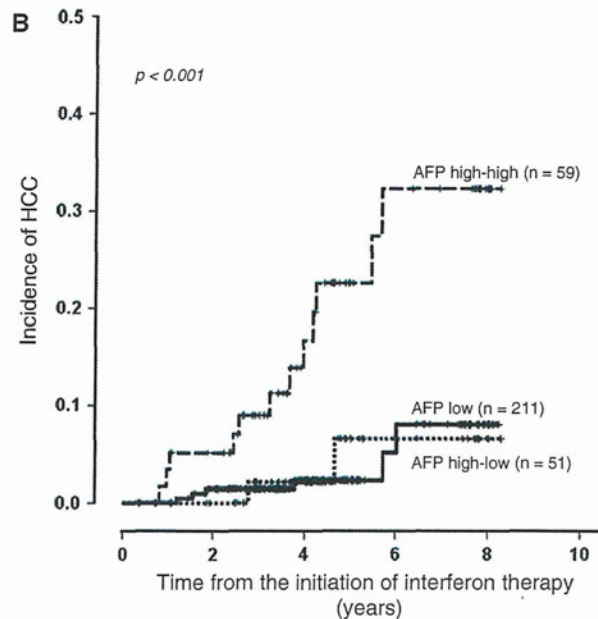 B
0.5
p < 0.001
0.4
AFP high-high (n = 59)
0.3
Incidence of HCC
0.2
AFP low (n = 211)
0.1
AFP high-low (n = 51)
0.0
0 2 4 6 8 10
Time from the initiation of interferon therapy
(years)